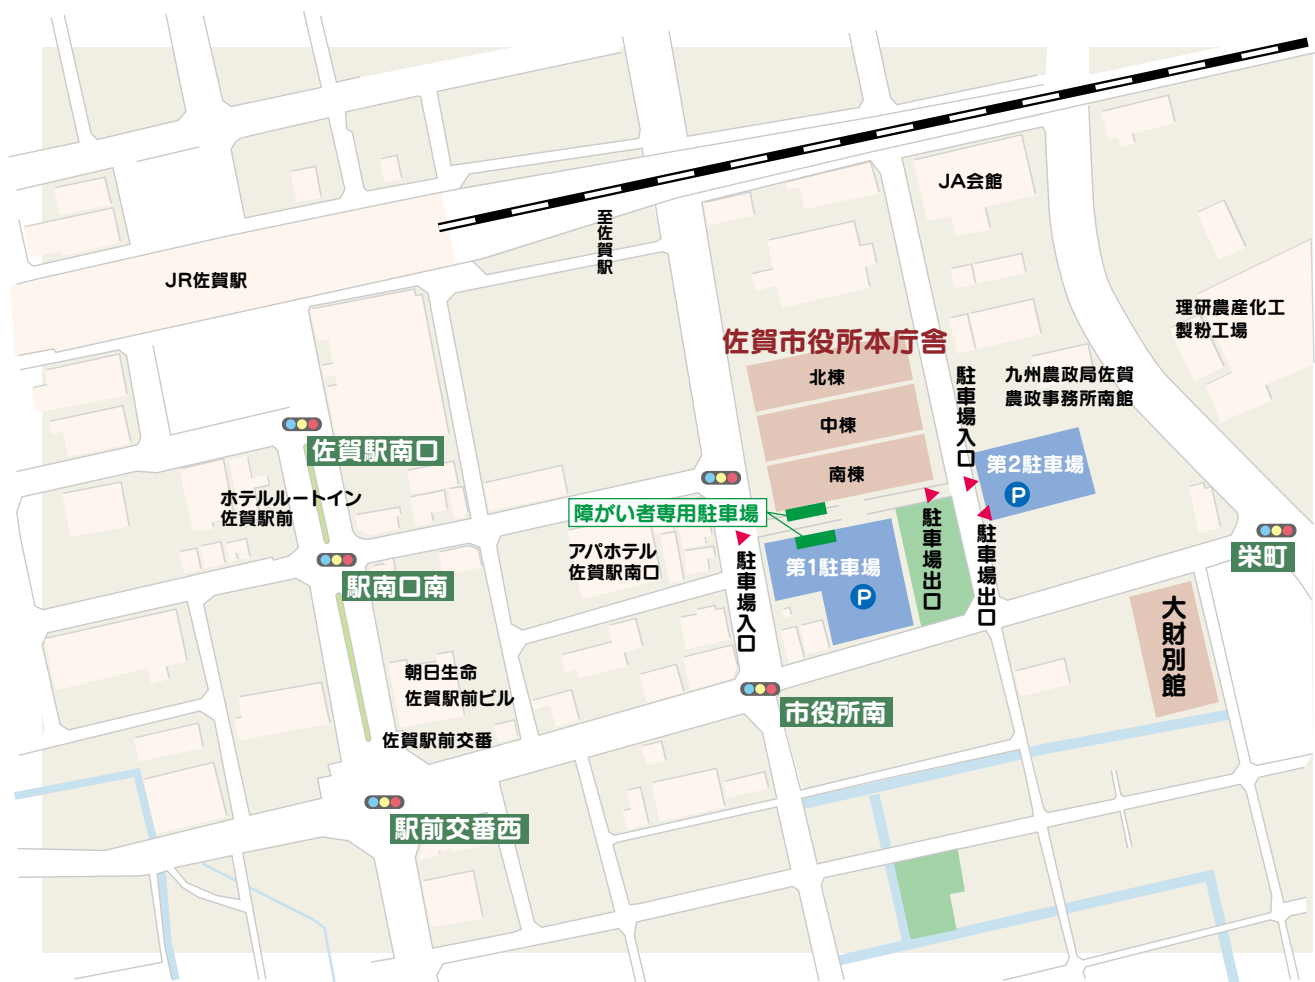 至佐賀駅
JR佐賀駅
JA会館
理研農産化工
製粉工場
佐賀市役所本庁舎
北棟
中棟
南棟
駐車場入口
九州農政局佐賀
農政事務所南館
第2駐車場
P
佐賀駅南口
ホテルルートイン
佐賀駅前
障がい者専用駐車場
アパホテル
佐賀駅南口
駐車場入口
第1駐車場
P
駐車場出口
駐車場出口
栄町
駅南口南
大財別館
朝日生命
佐賀駅前ビル
佐賀駅前交番
市役所南
駅前交番西